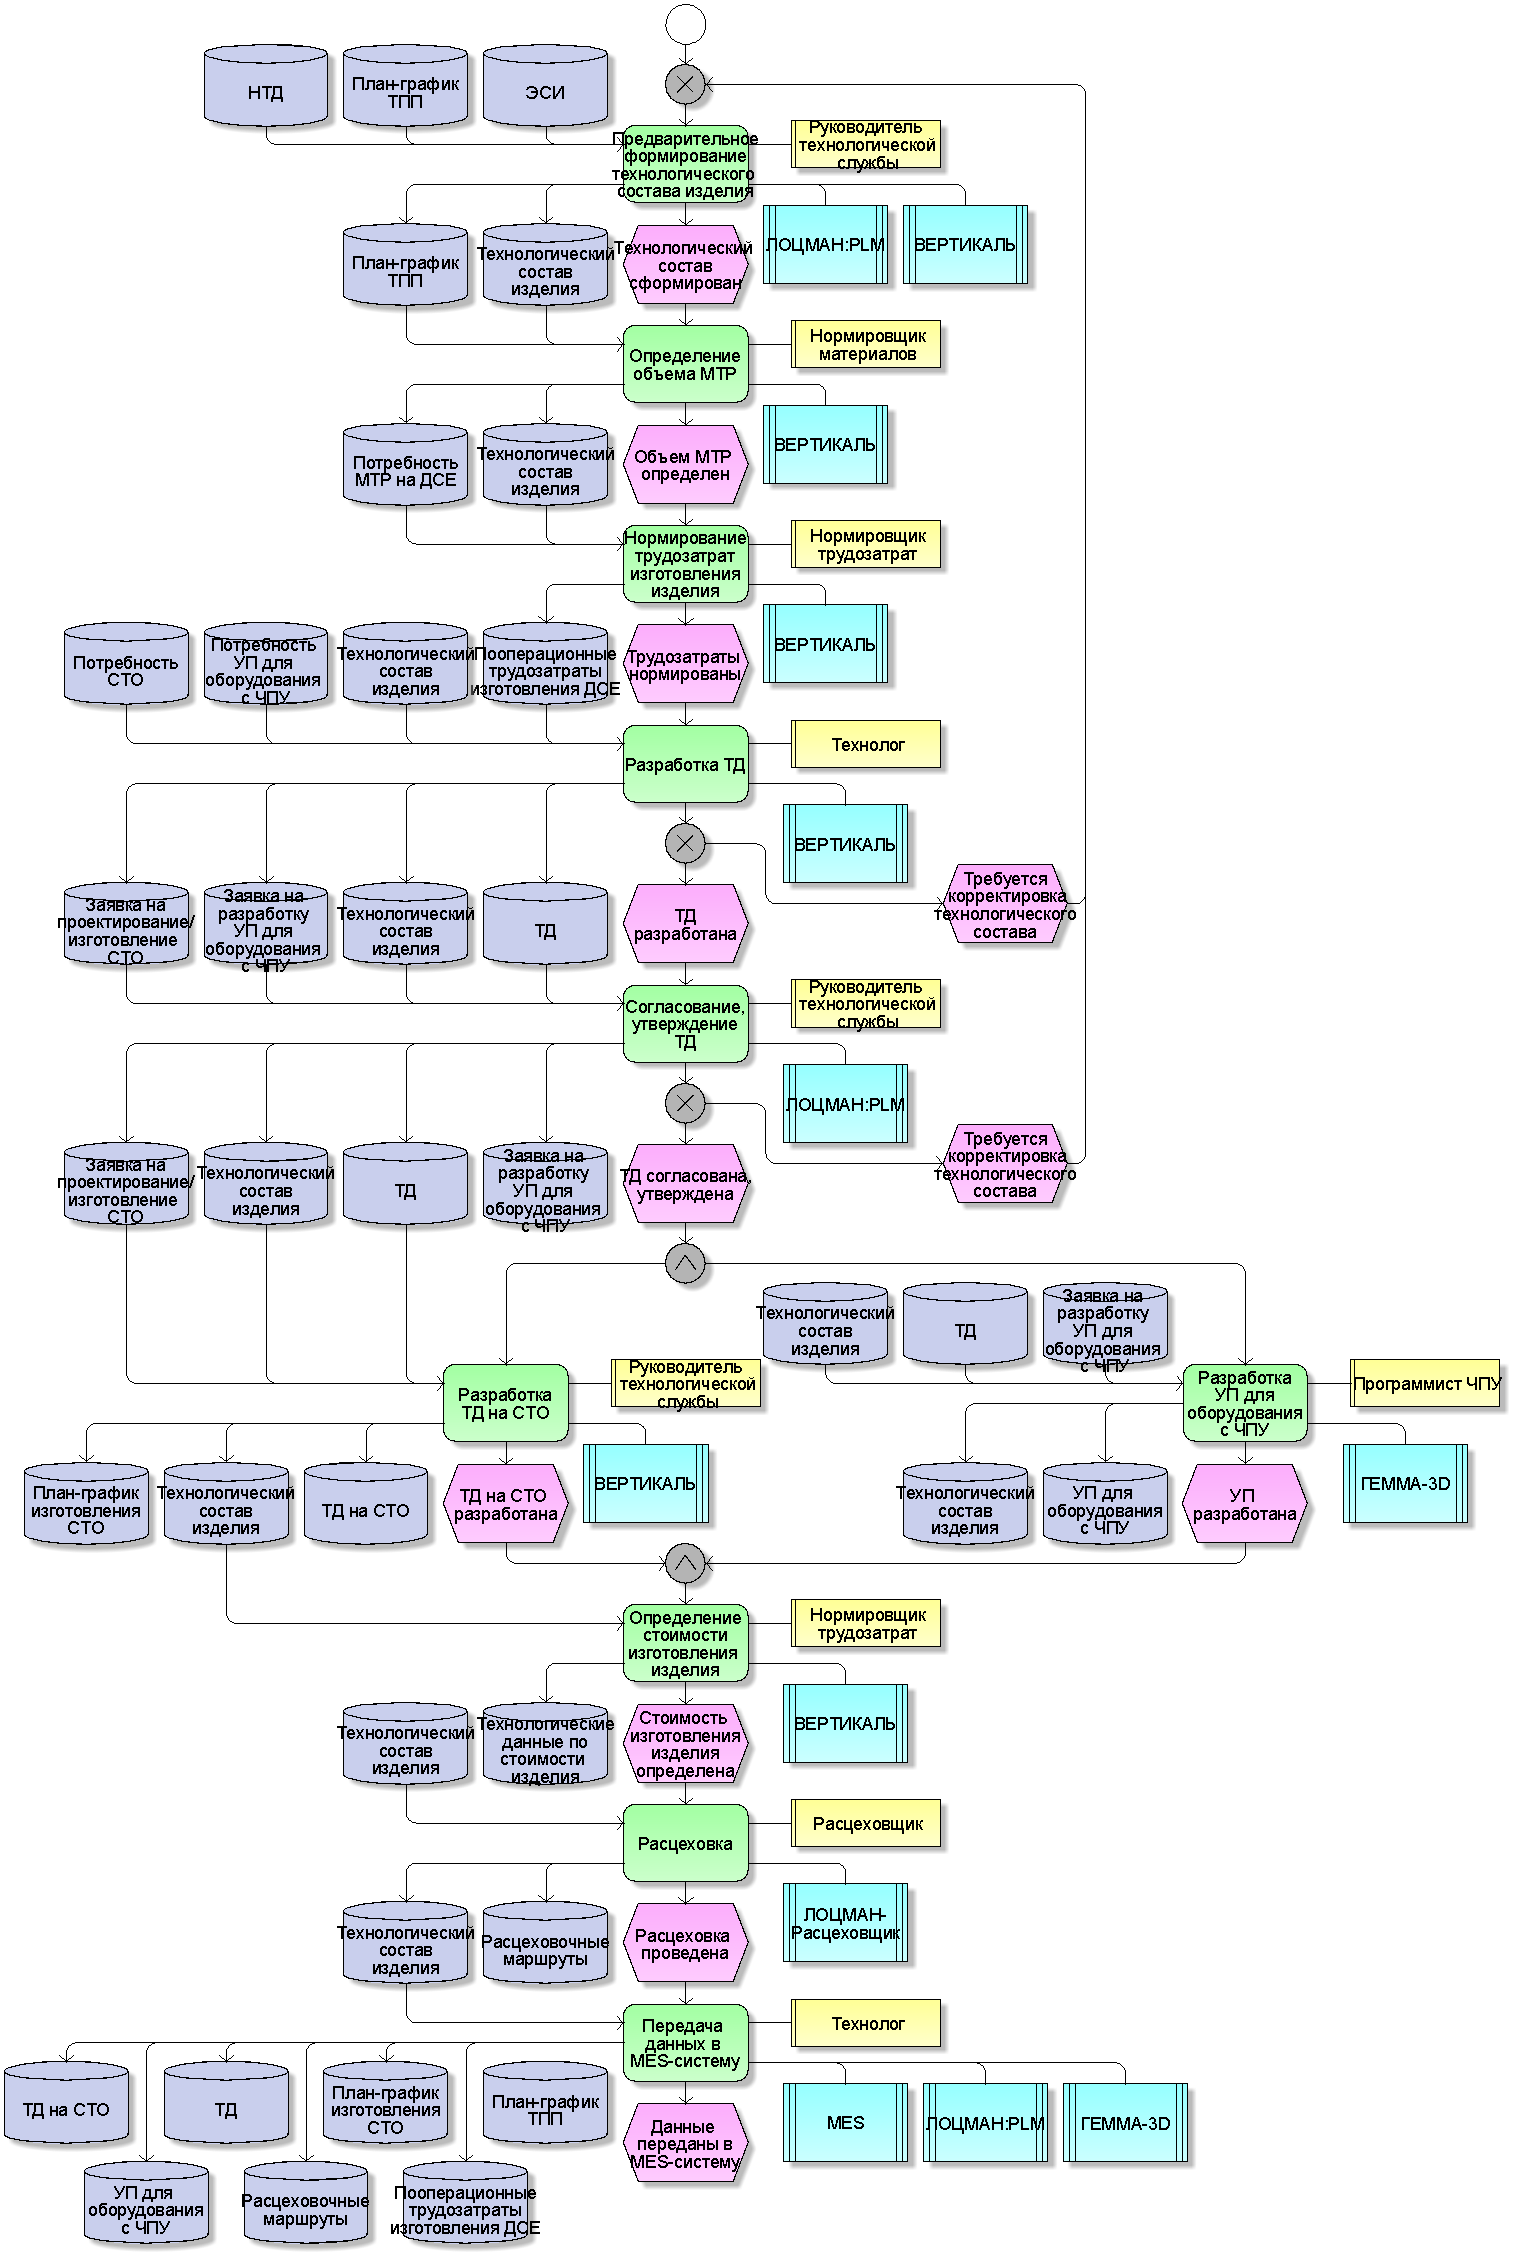 НТД
План-график
ТПП
ЭСИ
Предварительное
формирование
технологического
состава изделия
Руководитель
технологической
службы
План-график
ТПП
Технологический
состав
изделия
Технологический
состав
сформирован
ЛОЦМАН:PLM
ВЕРТИКАЛЬ
Определение
объема МТР
Нормировщик
материалов
Потребность
МТР на ДСЕ
Технологический
состав
изделия
Объем МТР
определен
ВЕРТИКАЛЬ
Нормирование
трудозатрат
изготовления
изделия
Нормировщик
трудозатрат
Потребность
СТО
Потребность
УП для
оборудования
с ЧПУ
Технологический
состав
изделия
Пооперационные
трудозатраты
изготовления ДСЕ
Трудозатраты
нормированы
ВЕРТИКАЛЬ
Разработка ТД
Технолог
ВЕРТИКАЛЬ
Заявка на
проектирование/
изготовление
СТО
Заявка на
разработку
УП для
оборудования
с ЧПУ
Технологический
состав
изделия
ТД
ТД
разработана
Требуется
корректировка
технологического
состава
Согласование,
утверждение
ТД
Руководитель
технологической
службы
ЛОЦМАН:PLM
Заявка на
проектирование/
изготовление
СТО
Технологический
состав
изделия
ТД
Заявка на
разработку
УП для
оборудования
с ЧПУ
ТД согласована,
утверждена
Требуется
корректировка
технологического
состава
Технологический
состав
изделия
ТД
Заявка на
разработку
УП для
оборудования
с ЧПУ
Разработка
ТД на СТО
Руководитель
технологической
службы
Разработка
УП для
оборудования
с ЧПУ
Программист ЧПУ
План-график
изготовления
СТО
Технологический
состав
изделия
ТД на СТО
ТД на СТО
разработана
ВЕРТИКАЛЬ
Технологический
состав
изделия
УП для
оборудования
с ЧПУ
УП
разработана
ГЕММА-3D
Определение
стоимости
изготовления
изделия
Нормировщик
трудозатрат
Технологический
состав
изделия
Технологические
данные по
стоимости
изделия
Стоимость
изготовления
изделия
определена
ВЕРТИКАЛЬ
Расцеховка
Расцеховщик
Технологический
состав
изделия
Расцеховочные
маршруты
Расцеховка
проведена
ЛОЦМАН-
Расцеховщик
Передача
данных в
MES-систему
Технолог
ТД на СТО
ТД
План-график
изготовления
СТО
План-график
ТПП
Данные
переданы в
MES-систему
MES
ЛОЦМАН:PLM
ГЕММА-3D
УП для
оборудования
с ЧПУ
Расцеховочные
маршруты
Пооперационные
трудозатраты
изготовления ДСЕ